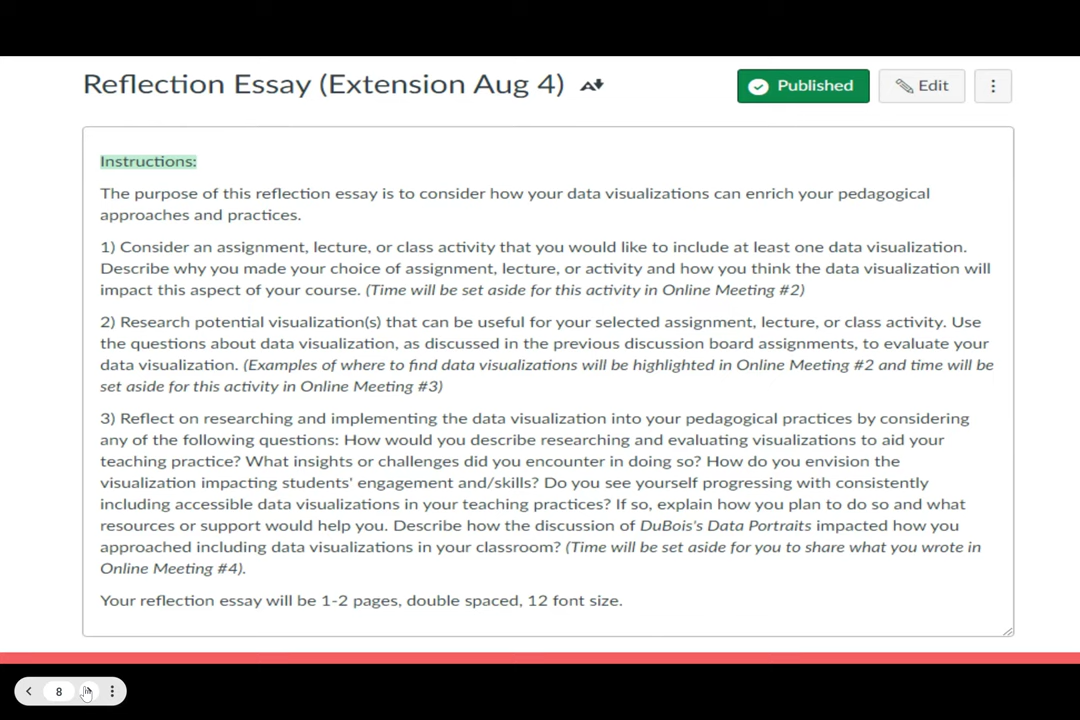 Reflection Essay (Extension Aug 4)
Published
Edit
Instructions:
The purpose of this reflection essay is to consider how your data visualizations can enrich your pedagogical
approaches and practices.
1) Consider an assignment, lecture, or class activity that you would like to include at least one data visualization.
Describe why you made your choice of assignment, lecture, or activity and how you think the data visualization will
impact this aspect of your course. (Time will be set aside for this activity in Online Meeting #2)
2) Research potential visualization(s) that can be useful for your selected assignment, lecture, or class activity. Use
the questions about data visualization, as discussed in the previous discussion board assignments, to evaluate your
data visualization. (Examples of where to find data visualizations will be highlighted in Online Meeting #2 and time will be
set aside for this activity in Online Meeting #3)
3) Reflect on researching and implementing the data visualization into your pedagogical practices by considering
any of the following questions: How would you describe researching and evaluating visualizations to aid your
teaching practice? What insights or challenges did you encounter in doing so? How do you envision the
visualization impacting students' engagement and/skills? Do you see yourself progressing with consistently
including accessible data visualizations in your teaching practices? If so, explain how you plan to do so and what
resources or support would help you. Describe how the discussion of DuBois's Data Portraits impacted how you
approached including data visualizations in your classroom? (Time will be set aside for you to share what you wrote in
Online Meeting #4).
Your reflection essay will be 1-2 pages, double spaced, 12 font size.
8